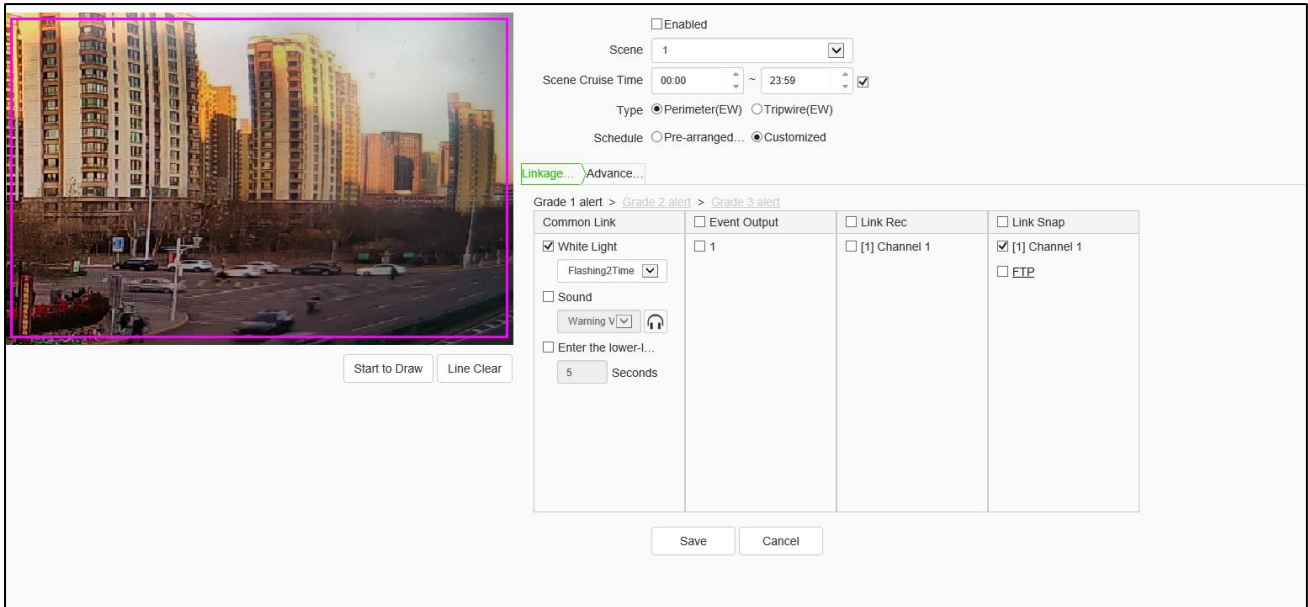 Enabled
Scene 1
Scene Cruise Time 00:00 ~ 23:59
Type Perimeter(EW) Tripwire(EW)
Schedule Pre-arranged... Customized
Linkage... Advance...
Grade 1 alert > Grade 2 alert > Grade 3 alert
Common Link Event Output Link Rec Link Snap
White Light 1 [1] Channel 1 [1] Channel 1
Flashing2Time FTP
Sound
Warning V
Enter the lower-l...
5 Seconds
Start to Draw Line Clear
Save Cancel